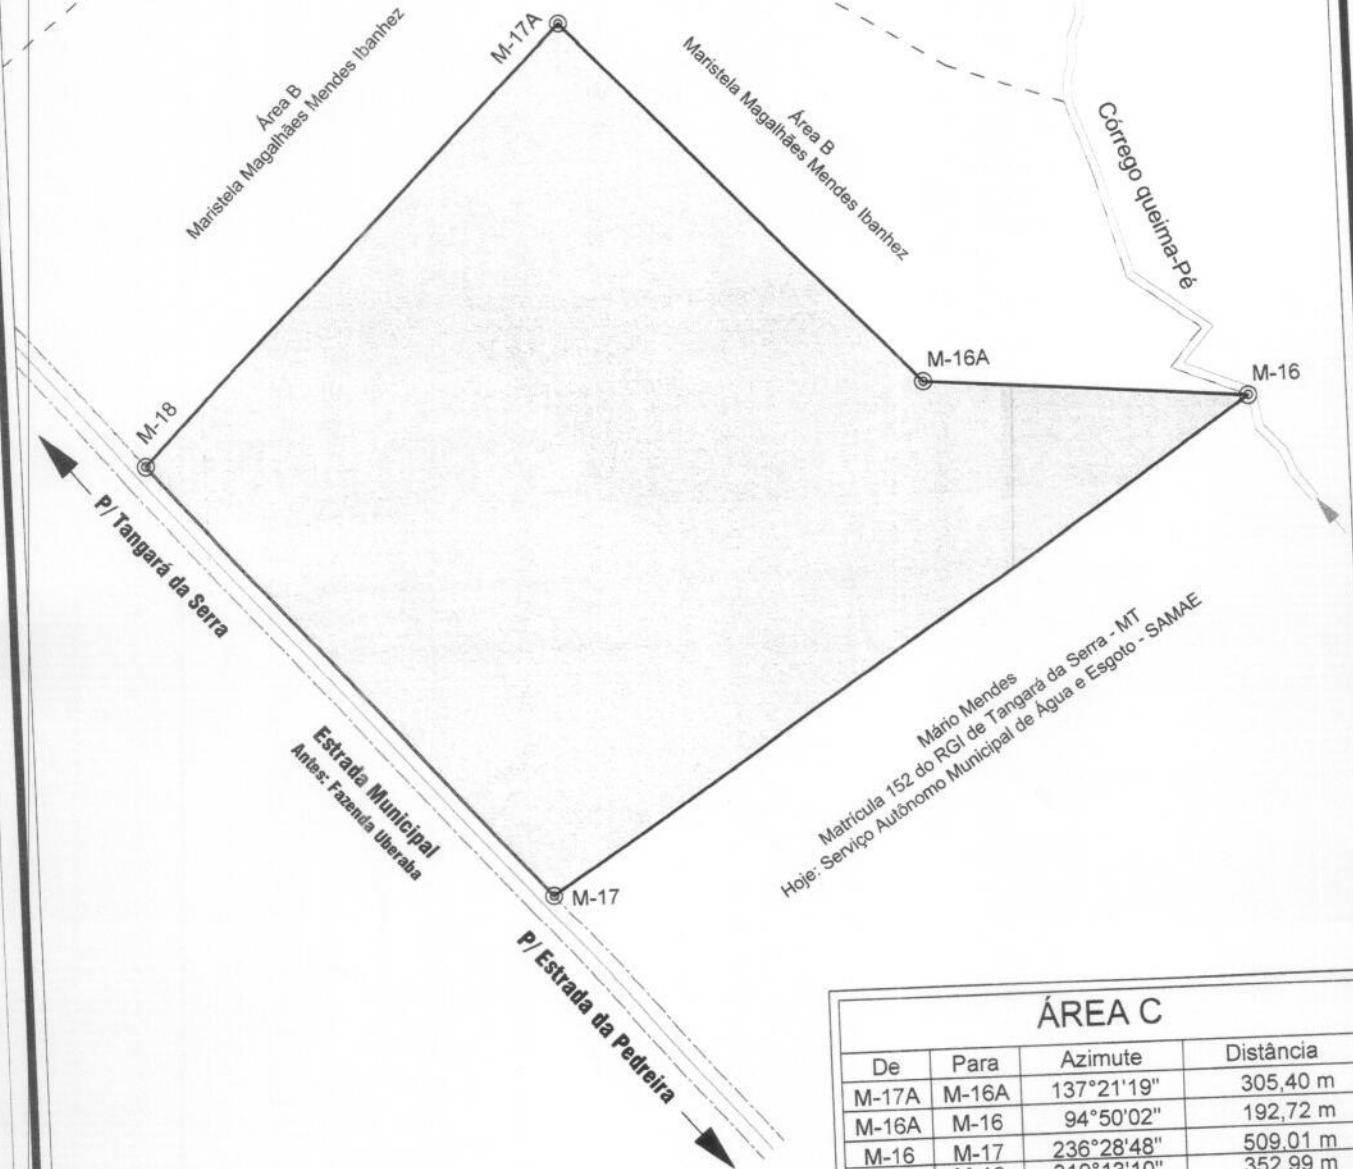 M-17A
Área B
Maristela Magalhães Mendes Ibanhez
Área B
Maristela Magalhães Mendes Ibanhez
Córrego queima-Pé
M-16A
M-16
M-18
P/ Tangará da Serra
Estrada Municipal
Antes: Fazenda Uberaba
Mário Mendes
Matrícula 152 do RGI de Tangará da Serra - MT
Hoje: Serviço Autônomo Municipal de Água e Esgoto - SAMAE
M-17
P/ Estrada da Pedreira
ÁREA C
De Para Azimute Distância
M-17A M-16A 137°21'19" 305,40 m
M-16A M-16 94°50'02" 192,72 m
M-16 M-17 236°28'48" 509,01 m
352,99 m